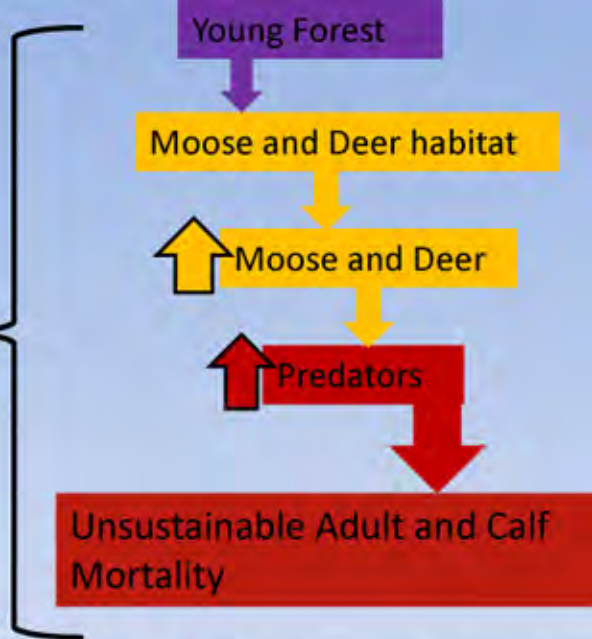 Young Forest
Moose and Deer habitat
Moose and Deer
Predators
Unsustainable Adult and Calf
Mortality